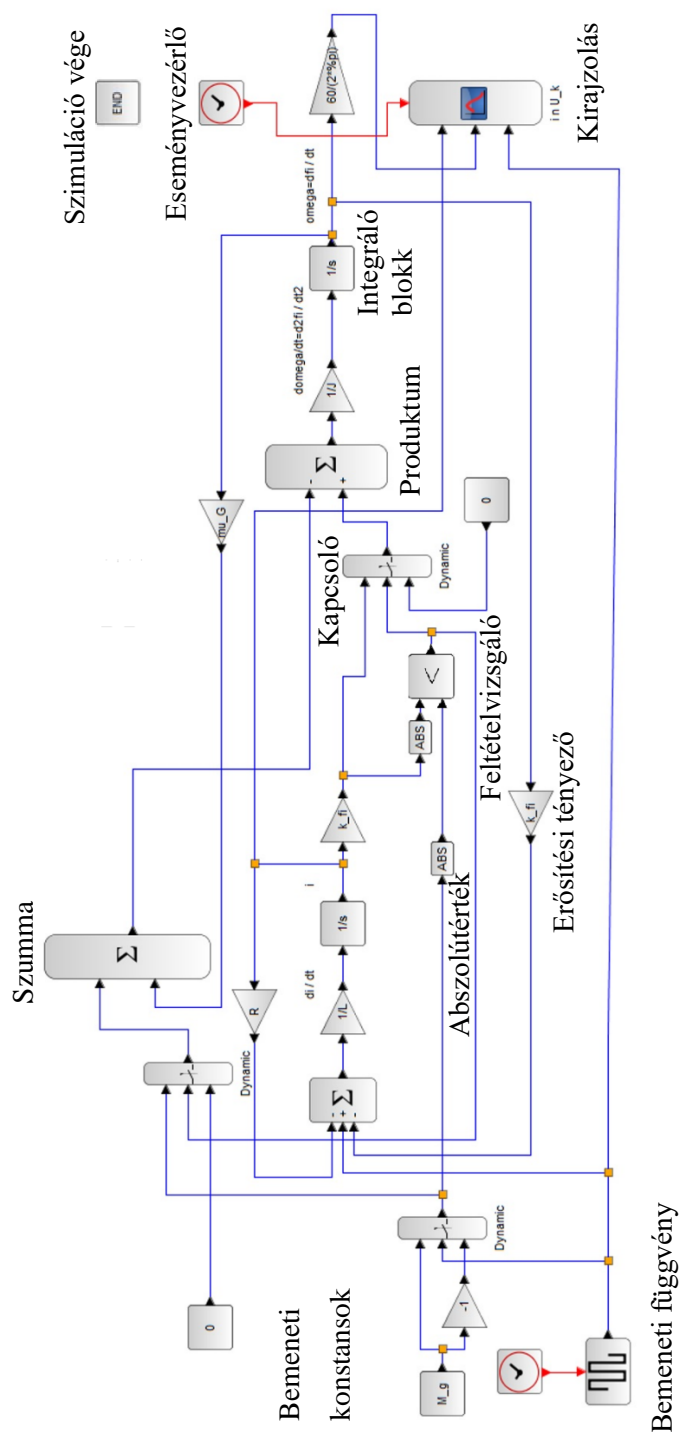 Szimuláció vége
END
Eseményvezérlő
60/(2*%pi)
i n U_k
Kirajzolás
omega=dfi / dt
1/s
Integráló
blokk
domega/dt=d2fi / dt2
1/J
mu_G
-
Σ
+
Produktum
Kapcsoló
Dynamic
0
Szumma
Σ
k_fi
ABS
<
Feltételvizsgáló
k_fi
Erősítési tényező
i
1/s
di / dt
1/L
R
ABS
Abszolútérték
Dynamic
-
+
-
Σ
0
Bemeneti
konstansok
M_g
-1
Dynamic
Bemeneti függvény